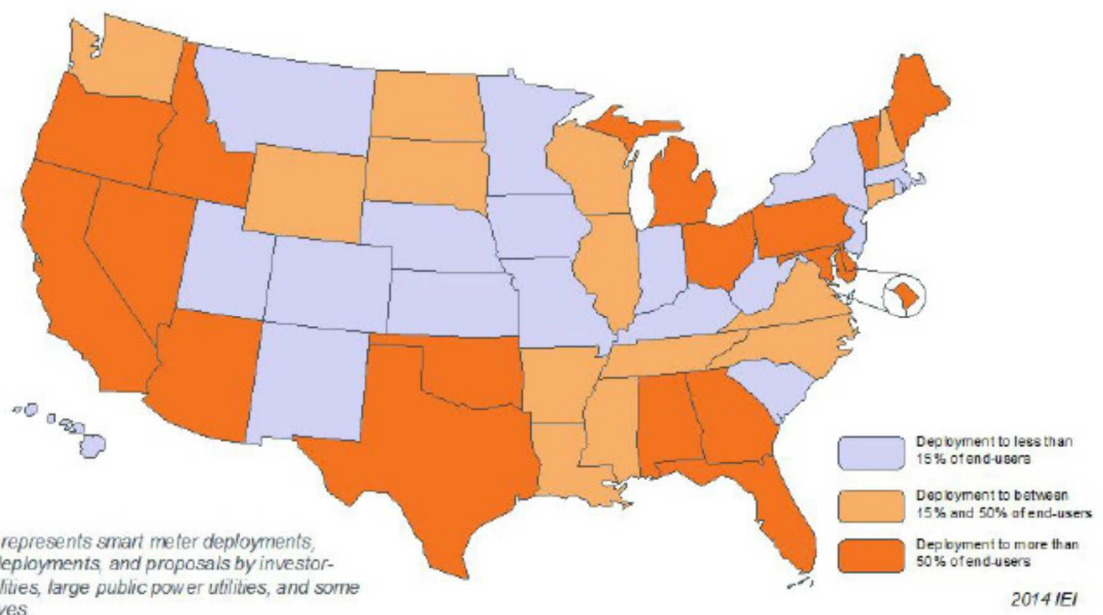 Deployment to less than
15% of end-users
Deployment to between
15% and 50% of end-users
Deployment to more than
50% of end-users
represents smart meter deployments,
deployments, and proposals by investor-
lities, large public power utilities, and some
ves
2014 IEI